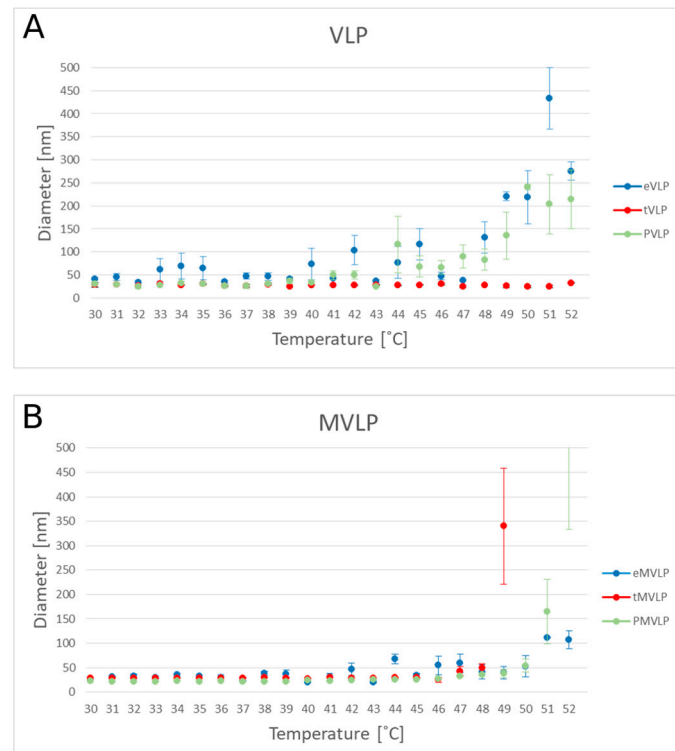 A
VLP
500
450
400
350
300
250
200
150
100
50
0
Diameter [nm]
30 31 32 33 34 35 36 37 38 39 40 41 42 43 44 45 46 47 48 49 50 51 52
Temperature [˚C]
eVLP
tVLP
PVLP
B
MVLP
500
450
400
350
300
250
200
150
100
50
0
Diameter [nm]
30 31 32 33 34 35 36 37 38 39 40 41 42 43 44 45 46 47 48 49 50 51 52
Temperature [˚C]
eMVLP
tMVLP
PMVLP